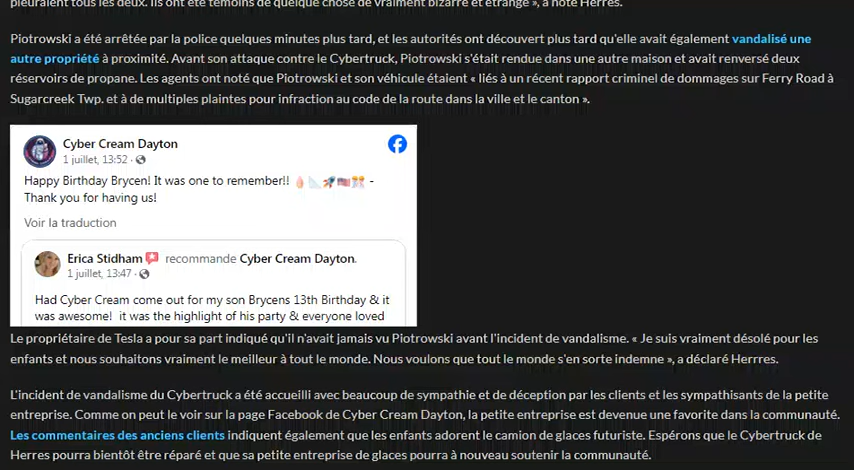 pleuraient tous les deux. Ils ont été témoins de quelque chose de vraiment bizarre et étrange », a noté Herres.
Piotrowski a été arrêtée par la police quelques minutes plus tard, et les autorités ont découvert plus tard qu'elle avait également vandalisé une
autre propriété à proximité. Avant son attaque contre le Cybertruck, Piotrowski s'était rendue dans une autre maison et avait renversé deux
réservoirs de propane. Les agents ont noté que Piotrowski et son véhicule étaient « liés à un récent rapport criminel de dommages sur Ferry Road à
Sugarcreek Twp. et à de multiples plaintes pour infraction au code de la route dans la ville et le canton ».
Cyber Cream Dayton
1 juillet, 13:52 ·
Happy Birthday Brycen! It was one to remember!! -
Thank you for having us!
Voir la traduction
Erica Stidham recommande Cyber Cream Dayton.
1 juillet, 13:47 ·
Had Cyber Cream come out for my son Brycens 13th Birthday & it
was awesome! it was the highlight of his party & everyone loved
Le propriétaire de Tesla a pour sa part indiqué qu'il n'avait jamais vu Piotrowski avant l'incident de vandalisme. « Je suis vraiment désolé pour les
enfants et nous souhaitons vraiment le meilleur à tout le monde. Nous voulons que tout le monde s'en sorte indemne », a déclaré Herrres.
L'incident de vandalisme du Cybertruck a été accueilli avec beaucoup de sympathie et de déception par les clients et les sympathisants de la petite
entreprise. Comme on peut le voir sur la page Facebook de Cyber Cream Dayton, la petite entreprise est devenue une favorite dans la communauté.
Les commentaires des anciens clients indiquent également que les enfants adorent le camion de glaces futuriste. Espérons que le Cybertruck de
Herres pourra bientôt être réparé et que sa petite entreprise de glaces pourra à nouveau soutenir la communauté.